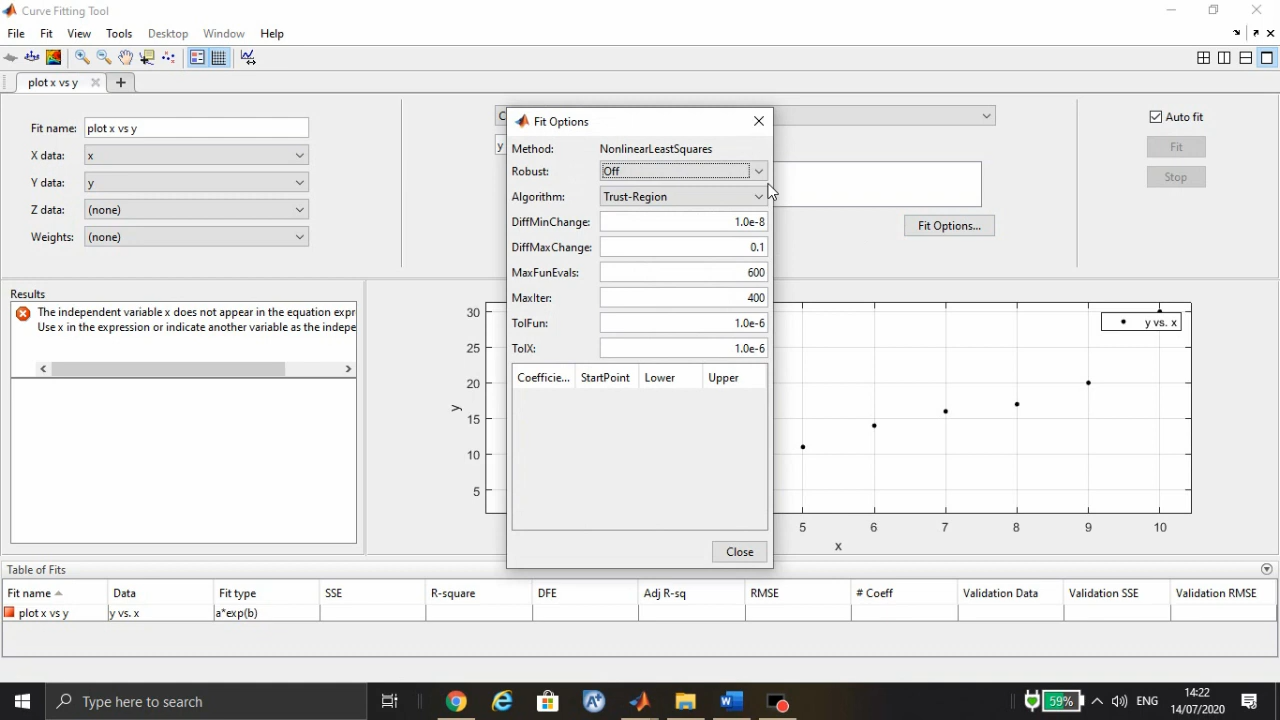 Curve Fitting Tool
File Fit View Tools Desktop Window Help
plot x vs y
Fit name: plot x vs y
X data: x
Y data: y
Z data: (none)
Weights: (none)
y
Auto fit
Fit
Stop
Fit Options...
Fit Options
Method: NonlinearLeastSquares
Robust: Off
Algorithm: Trust-Region
DiffMinChange: 1.0e-8
DiffMaxChange: 0.1
MaxFunEvals: 600
MaxIter: 400
TolFun: 1.0e-6
TolX: 1.0e-6
Coefficie... StartPoint Lower Upper
Close
Results
The independent variable x does not appear in the equation expr
Use x in the expression or indicate another variable as the indepe
30
25
20
15
10
5
y
y vs. x
5 6 7 8 9 10
x
Table of Fits
Fit name Data Fit type SSE R-square DFE Adj R-sq RMSE # Coeff Validation Data Validation SSE Validation RMSE
plot x vs y y vs. x a*exp(b)
Type here to search
59%
ENG
14:22
14/07/2020